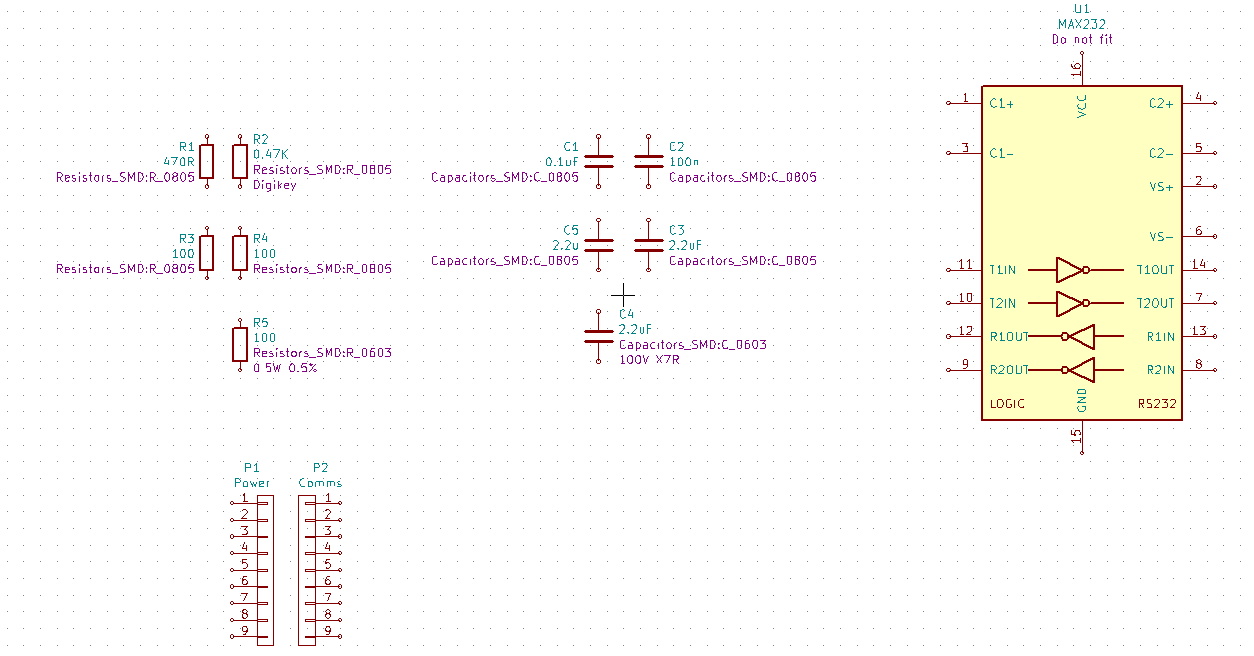 U1
MAX232
Do not fit
16
VCC
1 C1+
C2+ 4
3 C1-
C2- 5
VS+ 2
VS- 6
11 T1IN
T1OUT 14
10 T2IN
T2OUT 7
12 R1OUT
R1IN 13
9 R2OUT
R2IN 8
LOGIC
GND
RS232
15
R1
470R
Resistors_SMD:R_0805
R2
0.47K
Resistors_SMD:R_0805
Digikey
R3
100
Resistors_SMD:R_0805
R4
100
Resistors_SMD:R_0805
R5
100
Resistors_SMD:R_0603
0.5W 0.5%
C1
0.1uF
Capacitors_SMD:C_0805
C2
100n
Capacitors_SMD:C_0805
C5
2.2u
Capacitors_SMD:C_0805
C3
2.2uF
Capacitors_SMD:C_0805
C4
2.2uF
Capacitors_SMD:C_0603
100V X7R
P1
Power
1
2
3
4
5
6
7
8
9
P2
Comms
1
2
3
4
5
6
7
8
9